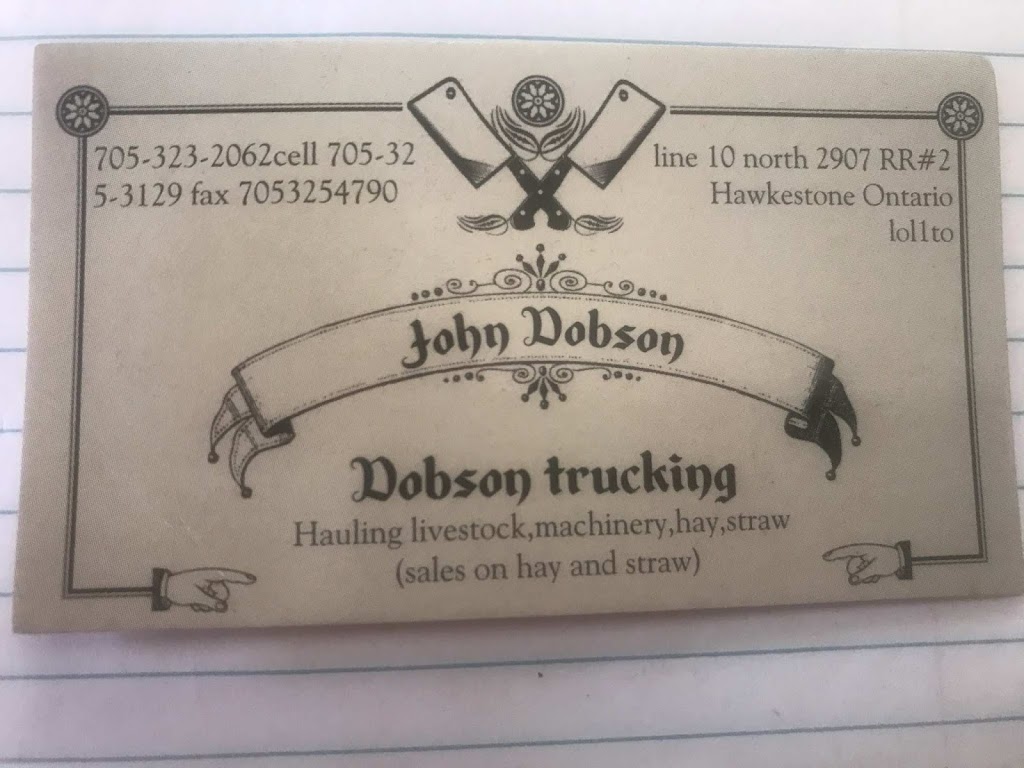 705-323-2062cell 705-32
5-3129 fax 7053254790
line 10 north 2907 RR#2
Hawkestone Ontario
lol1to
John Dobson
Dobson trucking
Hauling livestock,machinery,hay,straw
(sales on hay and straw)